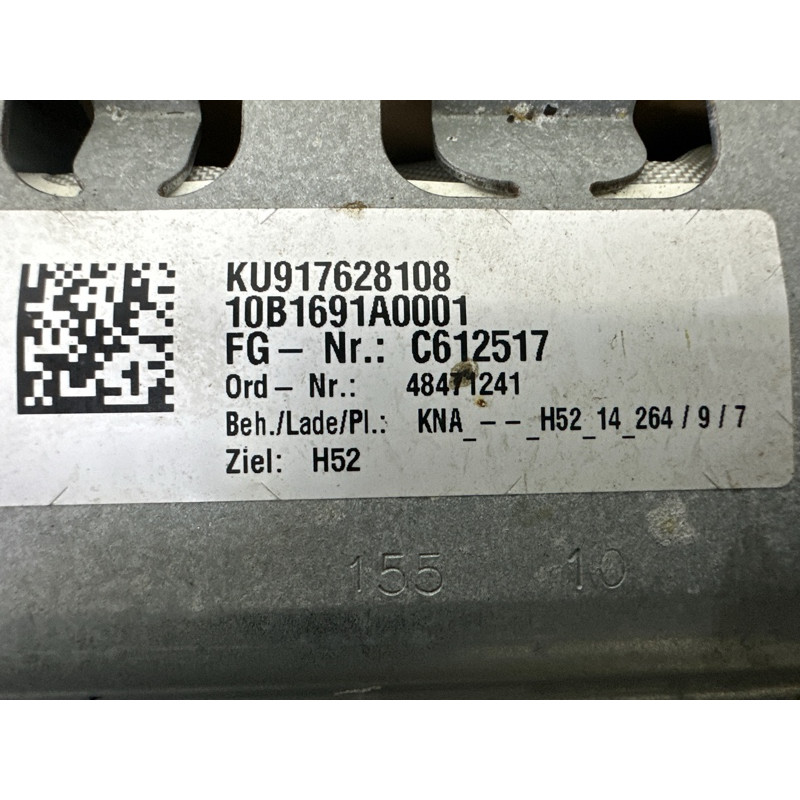 KU917628108
10B1691A0001
FG – Nr.: C612517
Ord – Nr.: 48471241
Beh./Lade/Pl.: KNA_ – – _H52_14_264 / 9 / 7
Ziel: H52
155 10